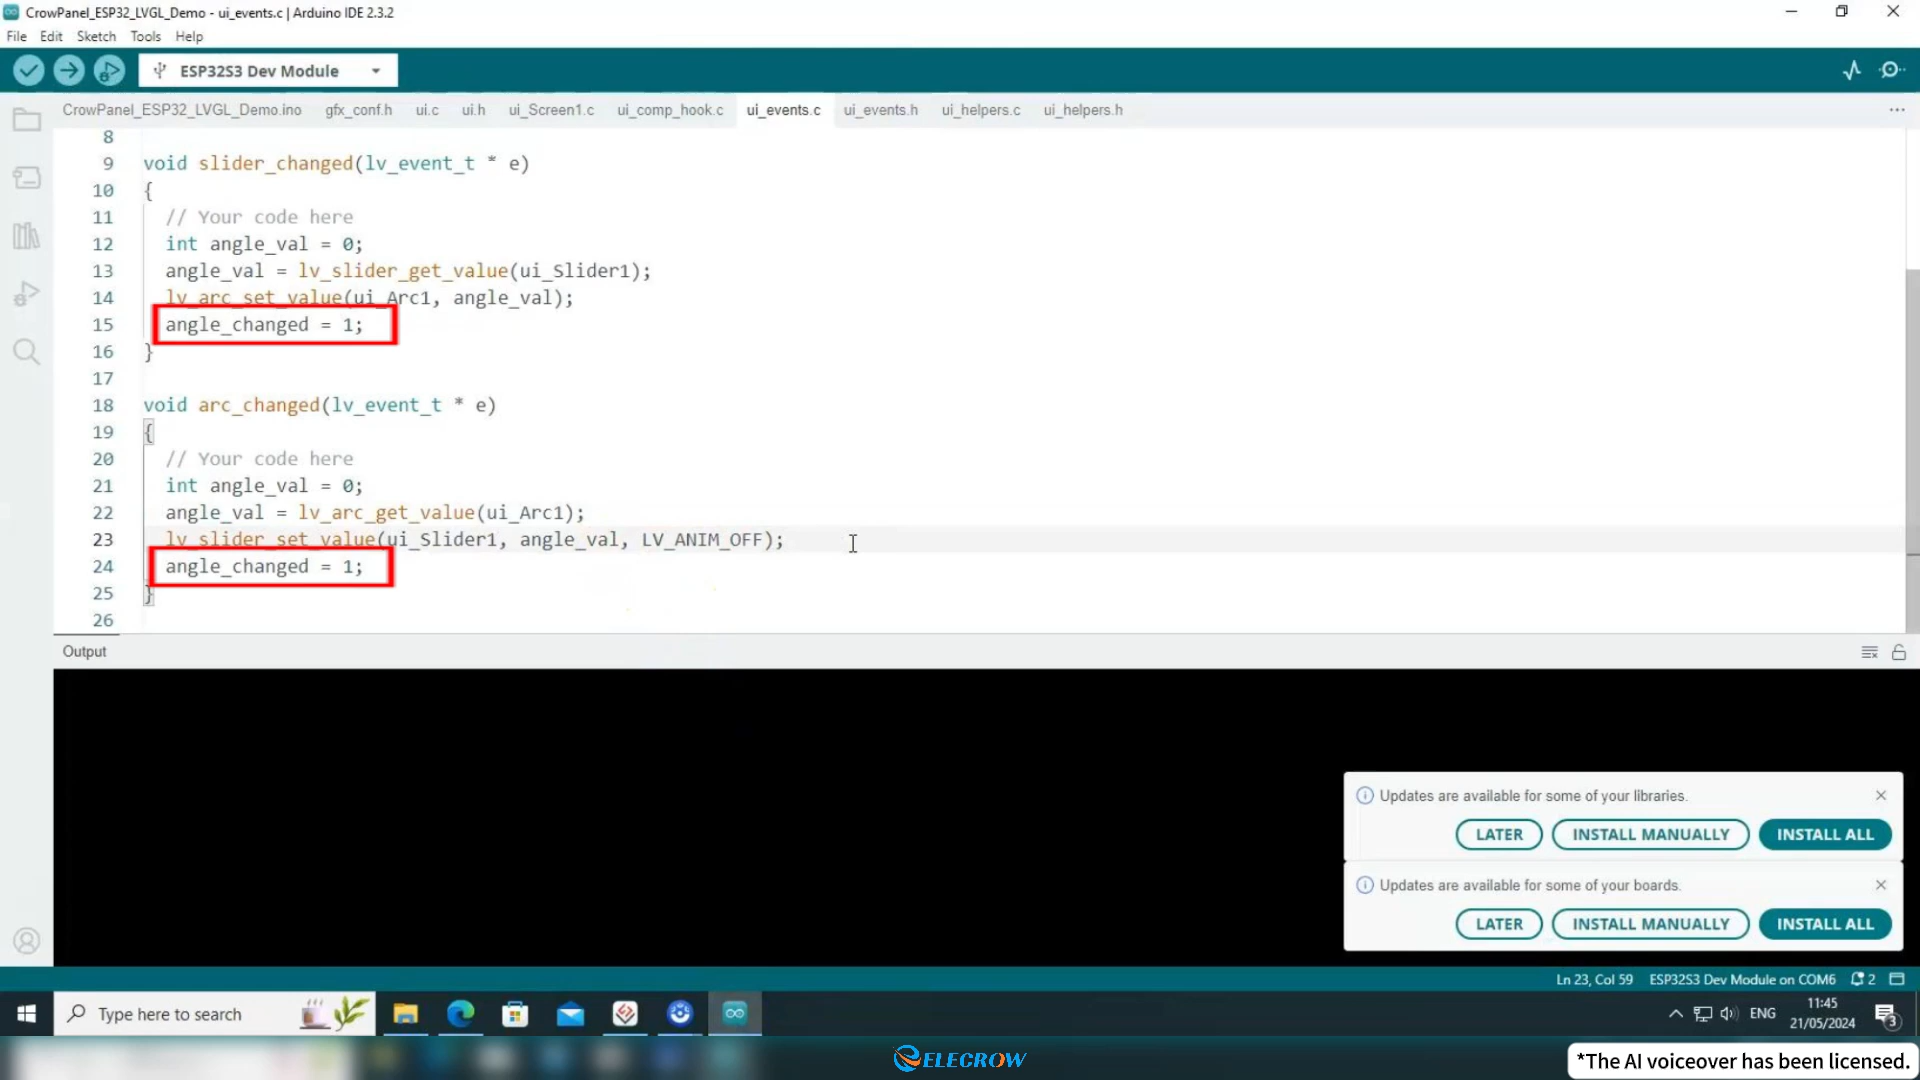 CrowPanel_ESP32_LVGL_Demo - ui_events.c | Arduino IDE 2.3.2
File Edit Sketch Tools Help
ESP32S3 Dev Module
CrowPanel_ESP32_LVGL_Demo.ino gfx_conf.h ui.c ui.h ui_Screen1.c ui_comp_hook.c ui_events.c ui_events.h ui_helpers.c ui_helpers.h
8
9 void slider_changed(lv_event_t * e)
10 {
11 // Your code here
12 int angle_val = 0;
13 angle_val = lv_slider_get_value(ui_Slider1);
14 lv_arc_set_value(ui_Arc1, angle_val);
15 angle_changed = 1;
16 }
17
18 void arc_changed(lv_event_t * e)
19 {
20 // Your code here
21 int angle_val = 0;
22 angle_val = lv_arc_get_value(ui_Arc1);
23 lv_slider_set_value(ui_Slider1, angle_val, LV_ANIM_OFF);
24 angle_changed = 1;
25 }
26
Output
Updates are available for some of your libraries.
LATER INSTALL MANUALLY INSTALL ALL
Updates are available for some of your boards.
LATER INSTALL MANUALLY INSTALL ALL
Ln 23, Col 59 ESP32S3 Dev Module on COM6 2
Type here to search
ENG
11:45
21/05/2024
3
ELECROW
*The AI voiceover has been licensed.